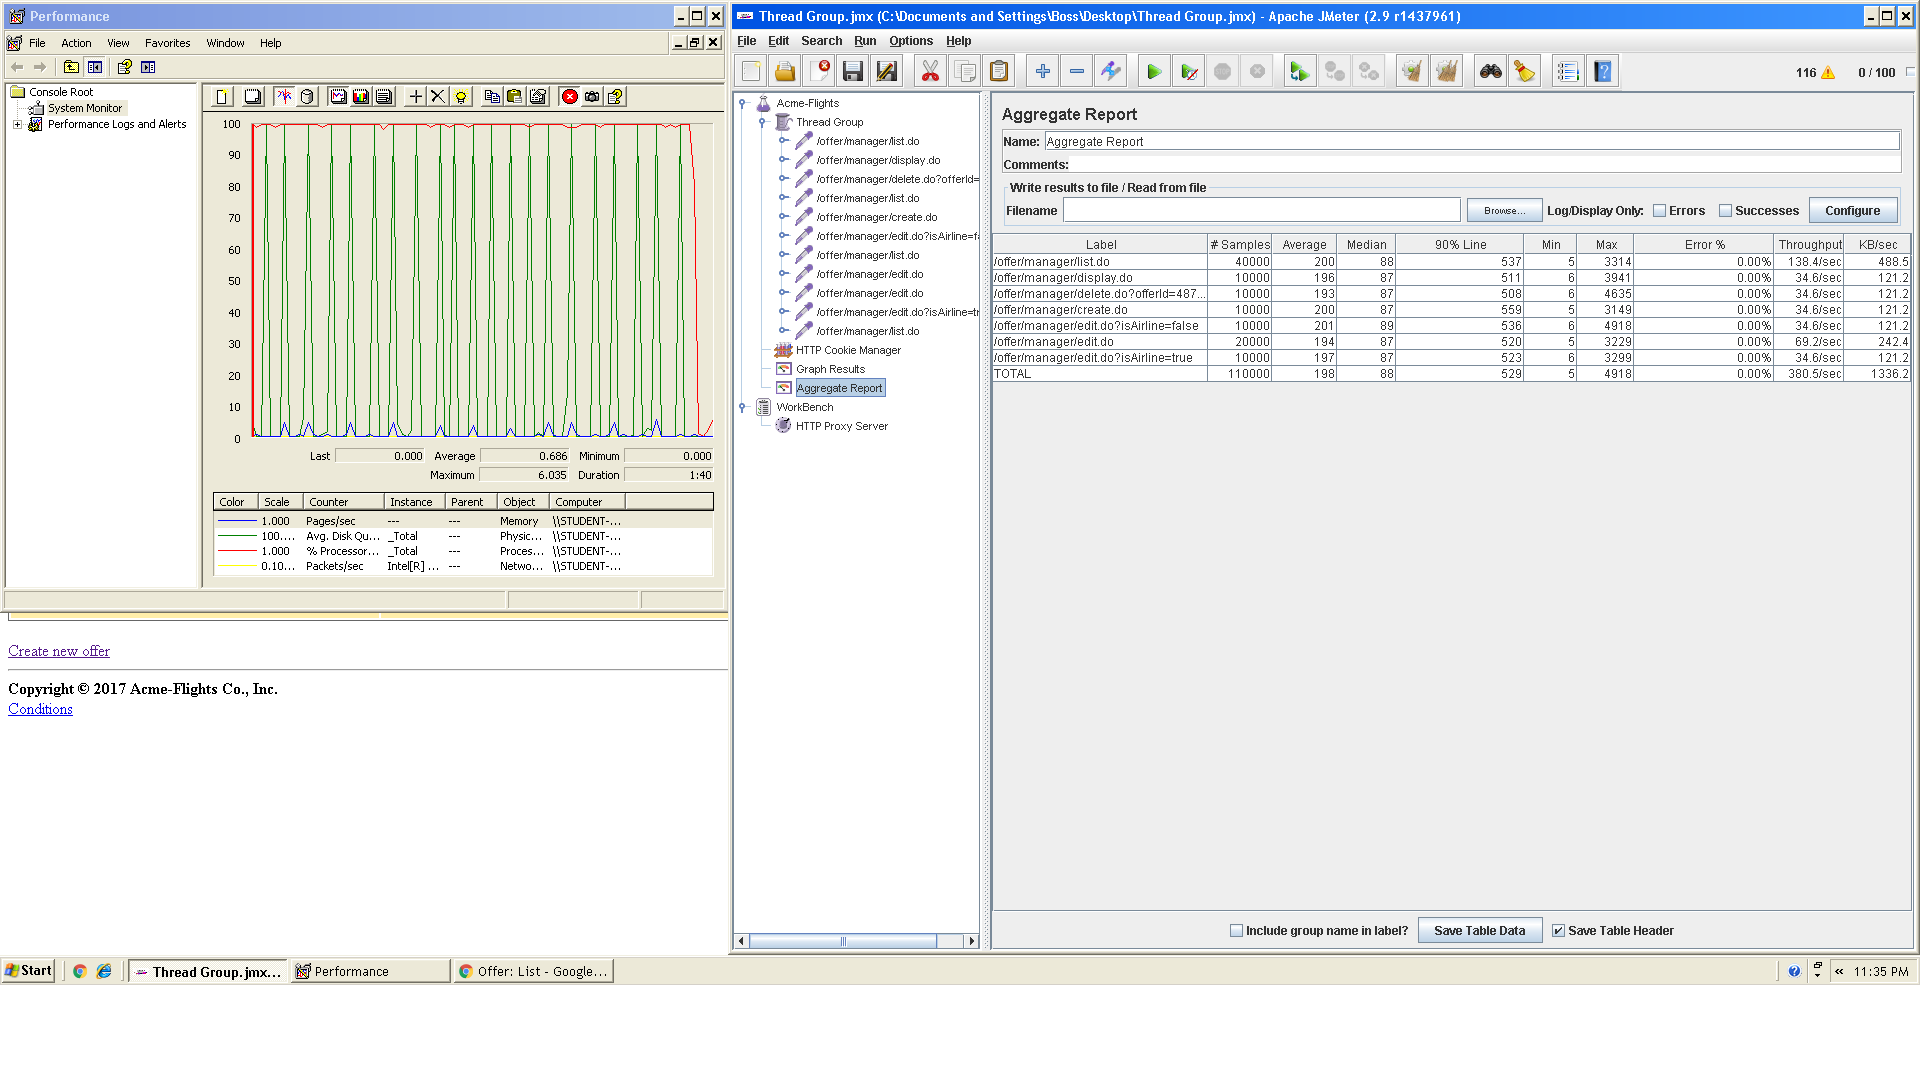 Performance
File Action View Favorites Window Help
Console Root
System Monitor
Performance Logs and Alerts
100
90
80
70
60
50
40
30
20
10
0
Last 0.000 Average 0.686 Minimum 0.000
Maximum 6.035 Duration 1:40
Color Scale Counter Instance Parent Object Computer
1.000 Pages/sec --- --- Memory \\STUDENT-...
100.... Avg. Disk Qu... _Total --- Physic... \\STUDENT-...
1.000 % Processor... _Total --- Proces... \\STUDENT-...
0.10... Packets/sec Intel[R] ... --- Netwo... \\STUDENT-...
Create new offer
Copyright © 2017 Acme-Flights Co., Inc.
Conditions
Thread Group.jmx (C:\Documents and Settings\Boss\Desktop\Thread Group.jmx) - Apache JMeter (2.9 r1437961)
File Edit Search Run Options Help
116 0 / 100
Acme-Flights
Thread Group
/offer/manager/list.do
/offer/manager/display.do
/offer/manager/delete.do?offerId=
/offer/manager/list.do
/offer/manager/create.do
/offer/manager/edit.do?isAirline=fa
/offer/manager/list.do
/offer/manager/edit.do
/offer/manager/edit.do
/offer/manager/edit.do?isAirline=tr
/offer/manager/list.do
HTTP Cookie Manager
Graph Results
Aggregate Report
WorkBench
HTTP Proxy Server
Aggregate Report
Name: Aggregate Report
Comments:
Write results to file / Read from file
Filename Browse... Log/Display Only: Errors Successes Configure
Label # Samples Average Median 90% Line Min Max Error % Throughput KB/sec
/offer/manager/list.do 40000 200 88 537 5 3314 0.00% 138.4/sec 488.5
/offer/manager/display.do 10000 196 87 511 6 3941 0.00% 34.6/sec 121.2
/offer/manager/delete.do?offerId=487... 10000 193 87 508 6 4635 0.00% 34.6/sec 121.2
/offer/manager/create.do 10000 200 87 559 5 3149 0.00% 34.6/sec 121.2
/offer/manager/edit.do?isAirline=false 10000 201 89 536 6 4918 0.00% 34.6/sec 121.2
/offer/manager/edit.do 20000 194 87 520 5 3229 0.00% 69.2/sec 242.4
/offer/manager/edit.do?isAirline=true 10000 197 87 523 6 3299 0.00% 34.6/sec 121.2
TOTAL 110000 198 88 529 5 4918 0.00% 380.5/sec 1336.2
Include group name in label? Save Table Data Save Table Header
Start Thread Group.jmx... Performance Offer: List - Google... 11:35 PM